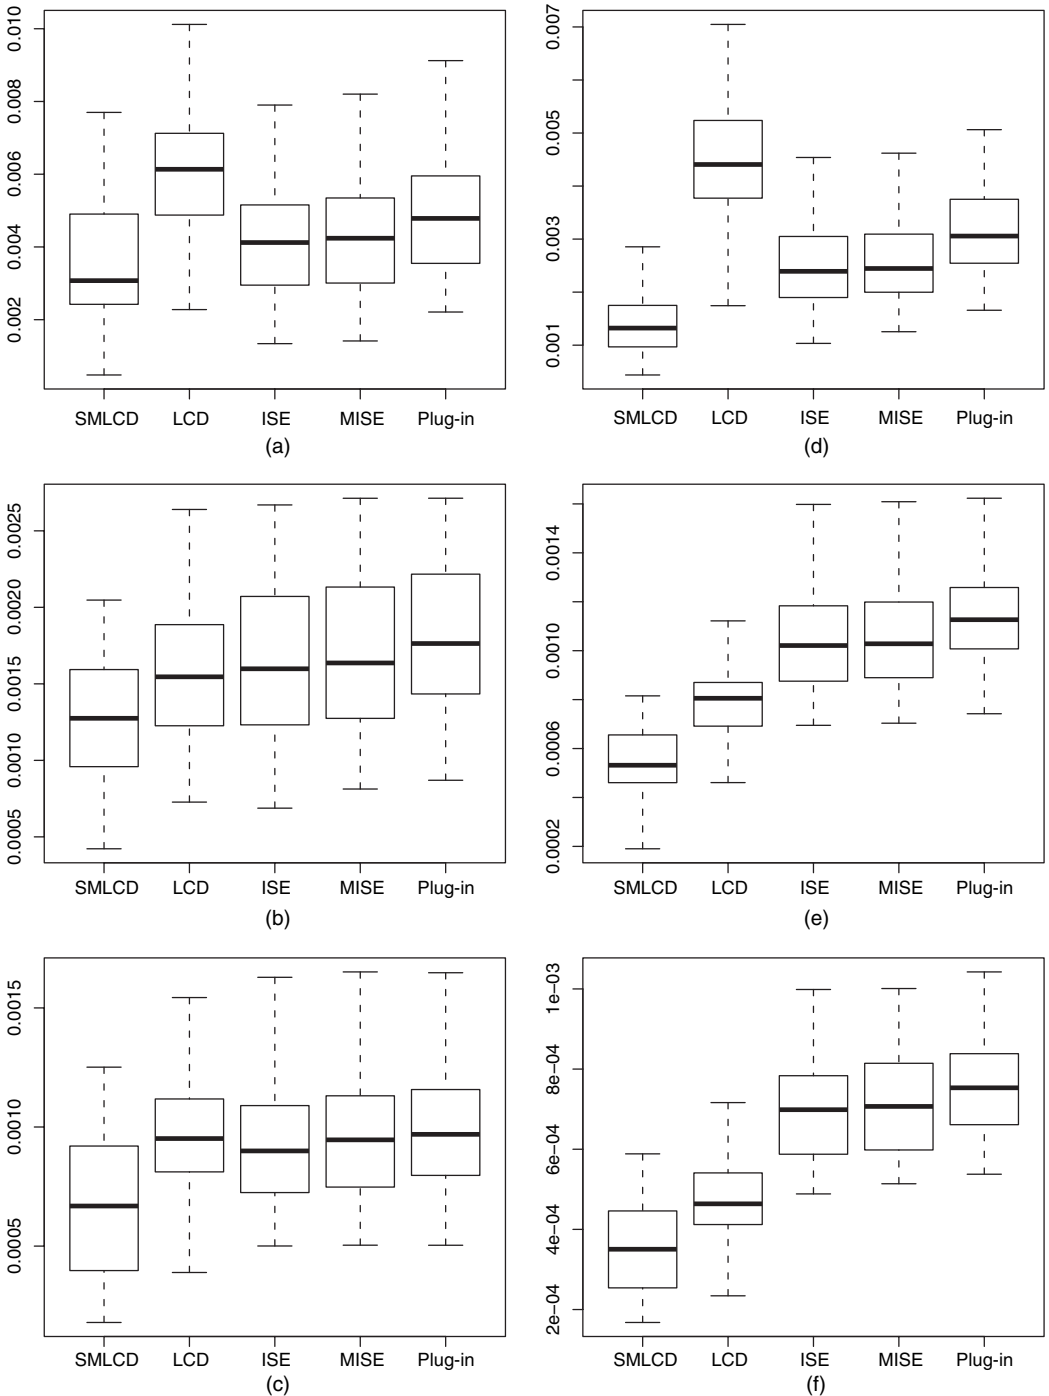 0.010
0.008
0.006
0.004
0.002
SMLCD LCD ISE MISE Plug-in
(a)
0.007
0.005
0.003
0.001
SMLCD LCD ISE MISE Plug-in
(d)
0.0025
0.0020
0.0015
0.0010
0.0005
SMLCD LCD ISE MISE Plug-in
(b)
0.0014
0.0010
0.0006
0.0002
SMLCD LCD ISE MISE Plug-in
(e)
0.0015
0.0010
0.0005
SMLCD LCD ISE MISE Plug-in
(c)
1e−03
8e−04
6e−04
4e−04
2e−04
SMLCD LCD ISE MISE Plug-in
(f)